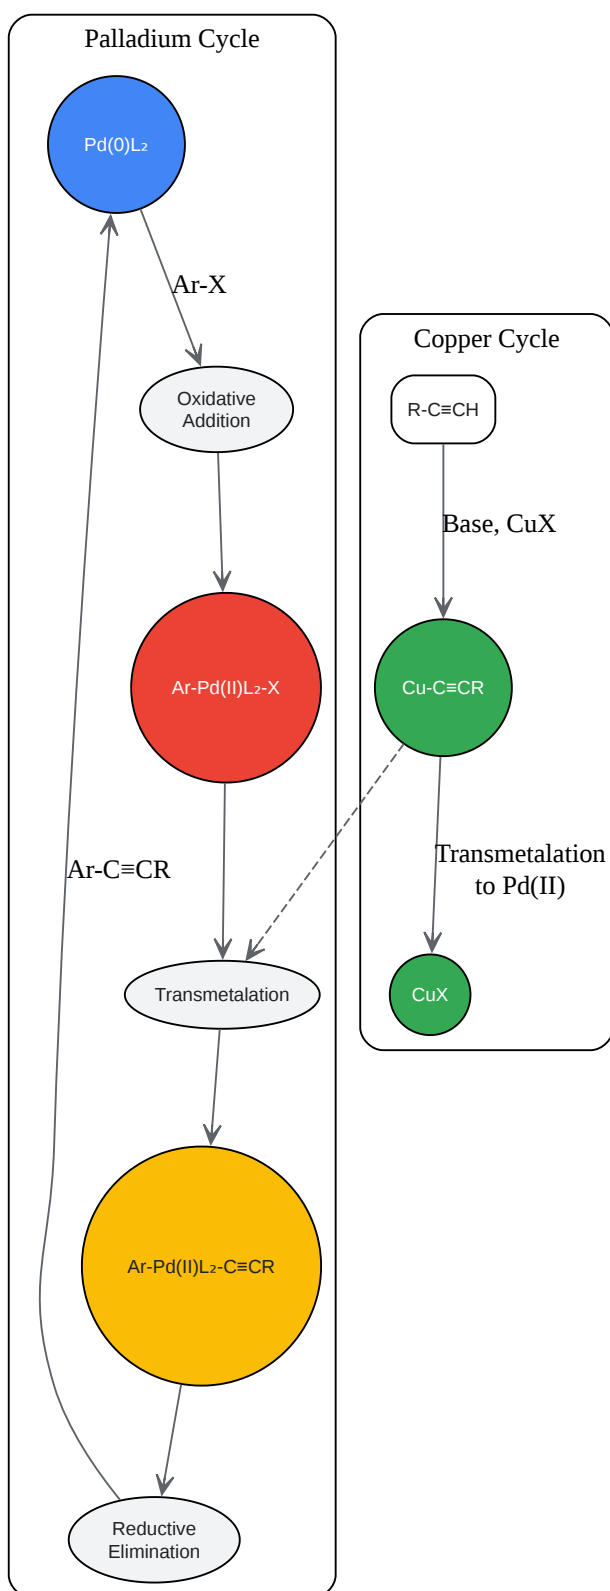 Palladium Cycle
Pd(0)L₂
Ar-X
Oxidative
Addition
Ar-Pd(II)L₂-X
Ar-C≡CR
Transmetalation
Ar-Pd(II)L₂-C≡CR
Reductive
Elimination
Copper Cycle
R-C≡CH
Base, CuX
Cu-C≡CR
Transmetalation
to Pd(II)
CuX